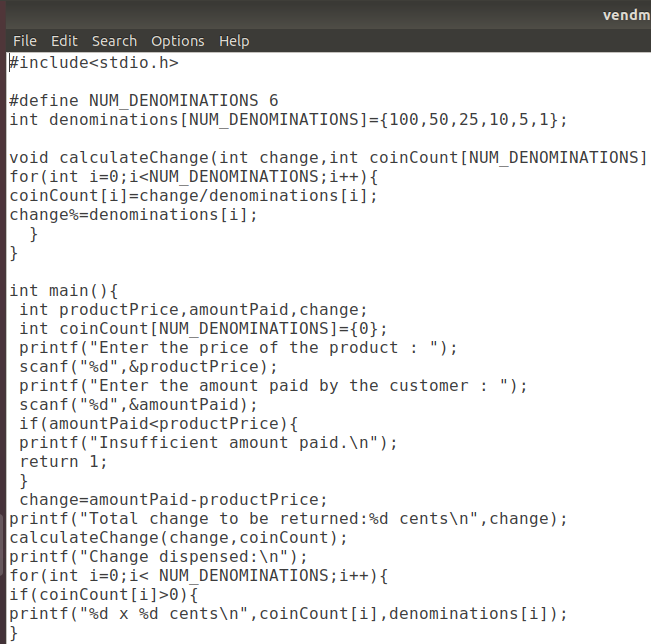 vendm
File Edit Search Options Help
#include<stdio.h>

#define NUM_DENOMINATIONS 6
int denominations[NUM_DENOMINATIONS]={100,50,25,10,5,1};

void calculateChange(int change,int coinCount[NUM_DENOMINATIONS]
for(int i=0;i<NUM_DENOMINATIONS;i++){
coinCount[i]=change/denominations[i];
change%=denominations[i];
  }
}

int main(){
 int productPrice,amountPaid,change;
 int coinCount[NUM_DENOMINATIONS]={0};
 printf("Enter the price of the product : ");
 scanf("%d",&productPrice);
 printf("Enter the amount paid by the customer : ");
 scanf("%d",&amountPaid);
 if(amountPaid<productPrice){
 printf("Insufficient amount paid.\n");
 return 1;
 }
 change=amountPaid-productPrice;
printf("Total change to be returned:%d cents\n",change);
calculateChange(change,coinCount);
printf("Change dispensed:\n");
for(int i=0;i< NUM_DENOMINATIONS;i++){
if(coinCount[i]>0){
printf("%d x %d cents\n",coinCount[i],denominations[i]);
}